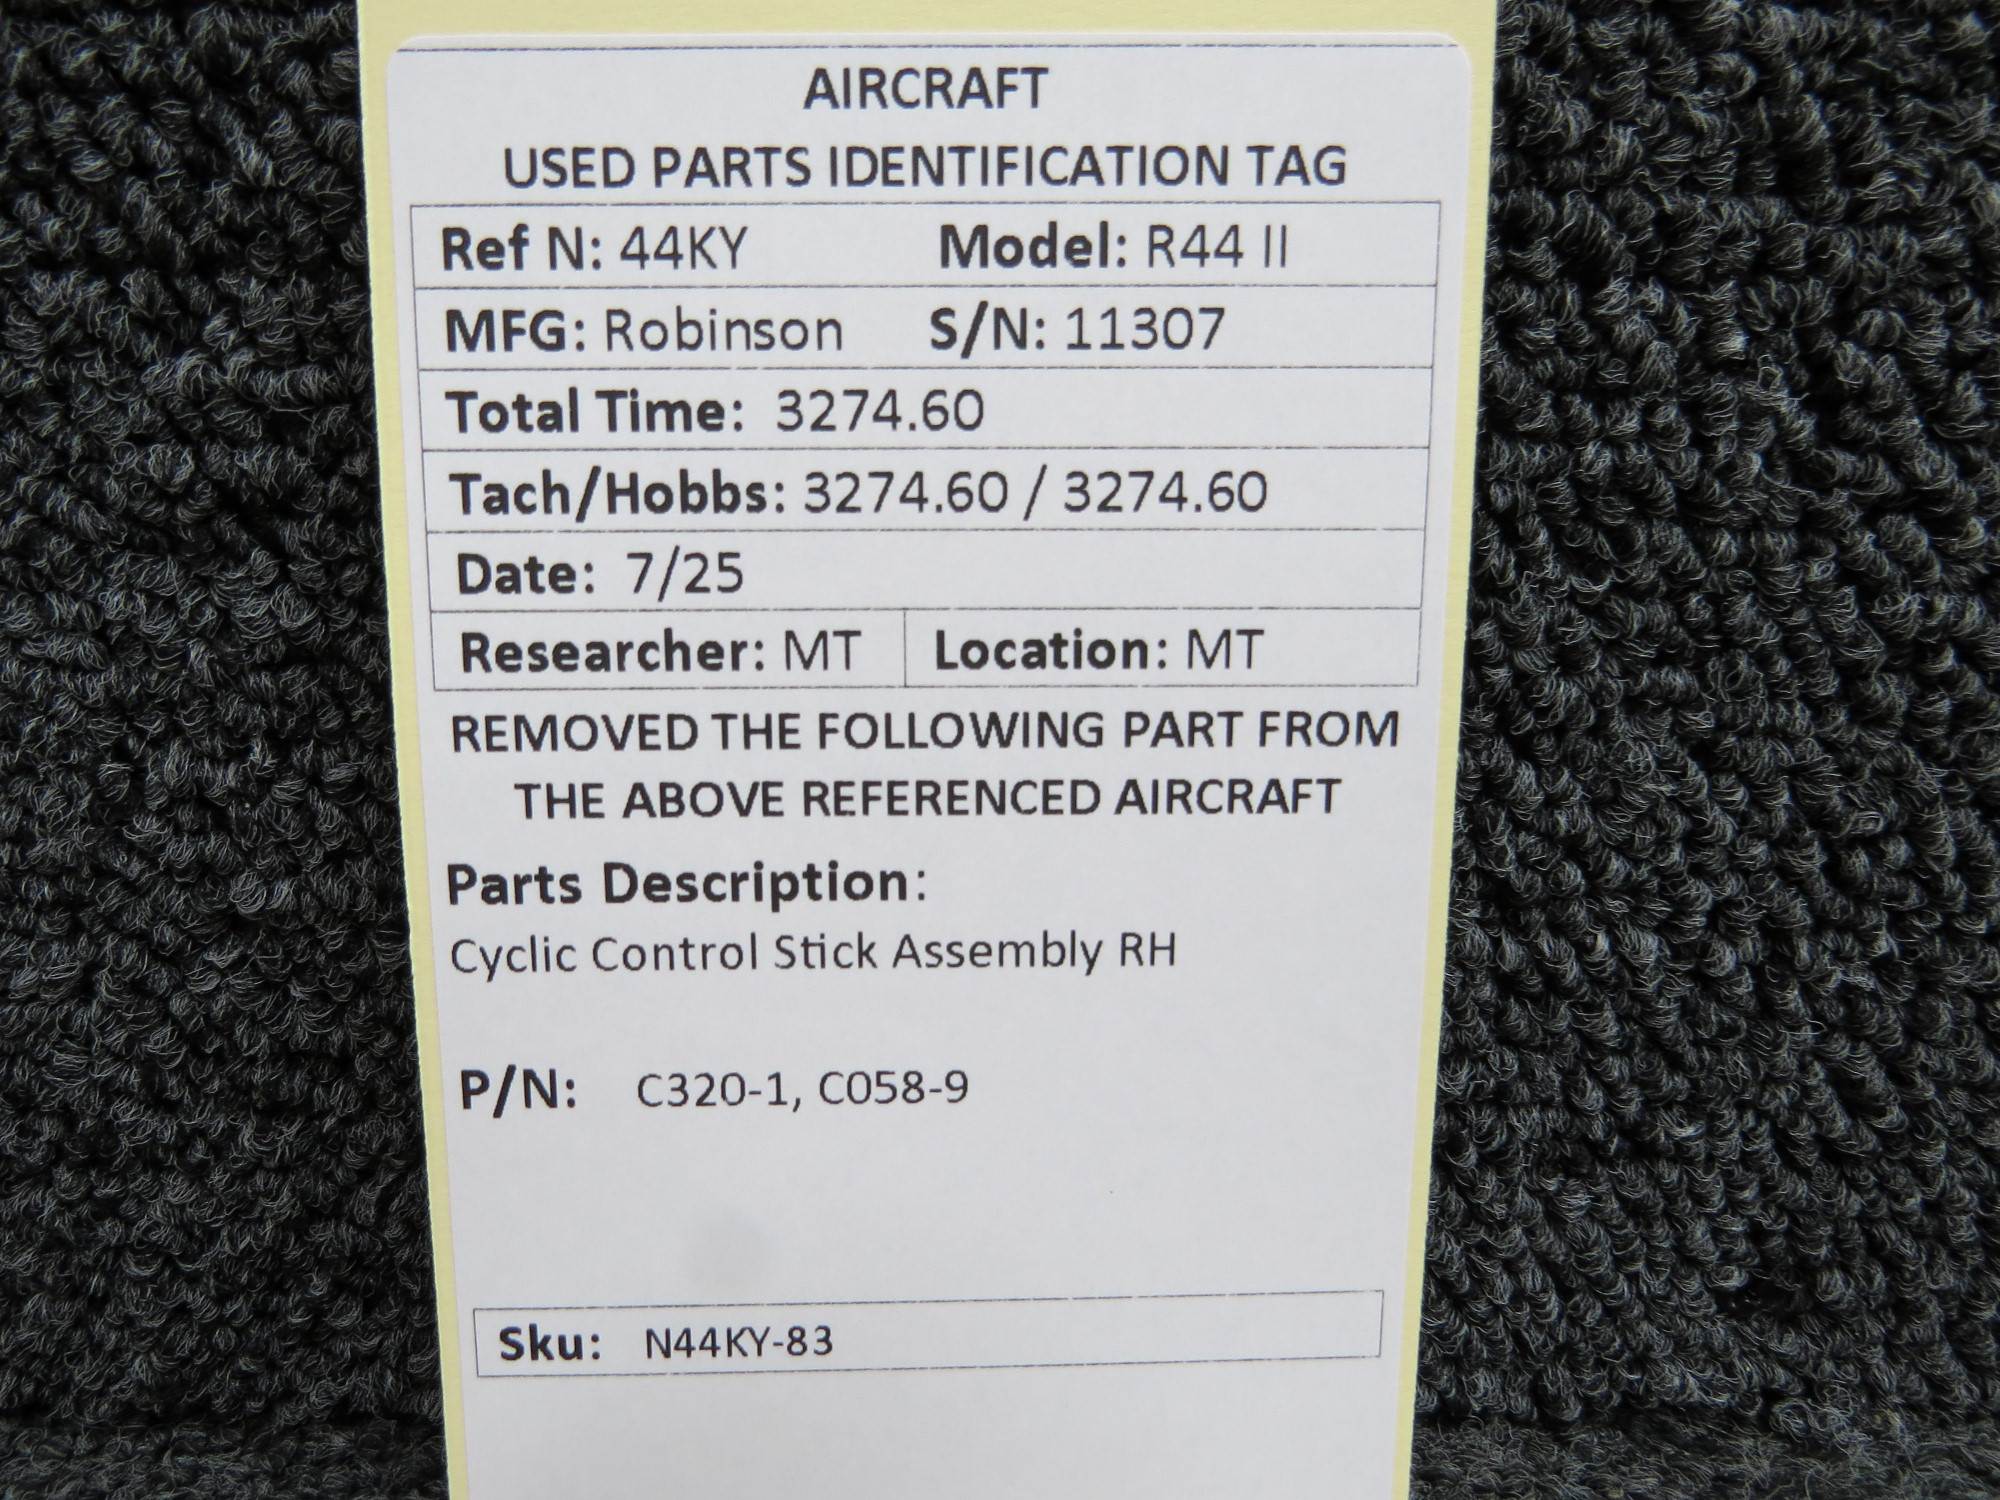 AIRCRAFT
USED PARTS IDENTIFICATION TAG
Ref N: 44KY Model: R44 II
MFG: Robinson S/N: 11307
Total Time: 3274.60
Tach/Hobbs: 3274.60 / 3274.60
Date: 7/25
Researcher: MT Location: MT
REMOVED THE FOLLOWING PART FROM
THE ABOVE REFERENCED AIRCRAFT
Parts Description:
Cyclic Control Stick Assembly RH
P/N: C320-1, C058-9
Sku: N44KY-83